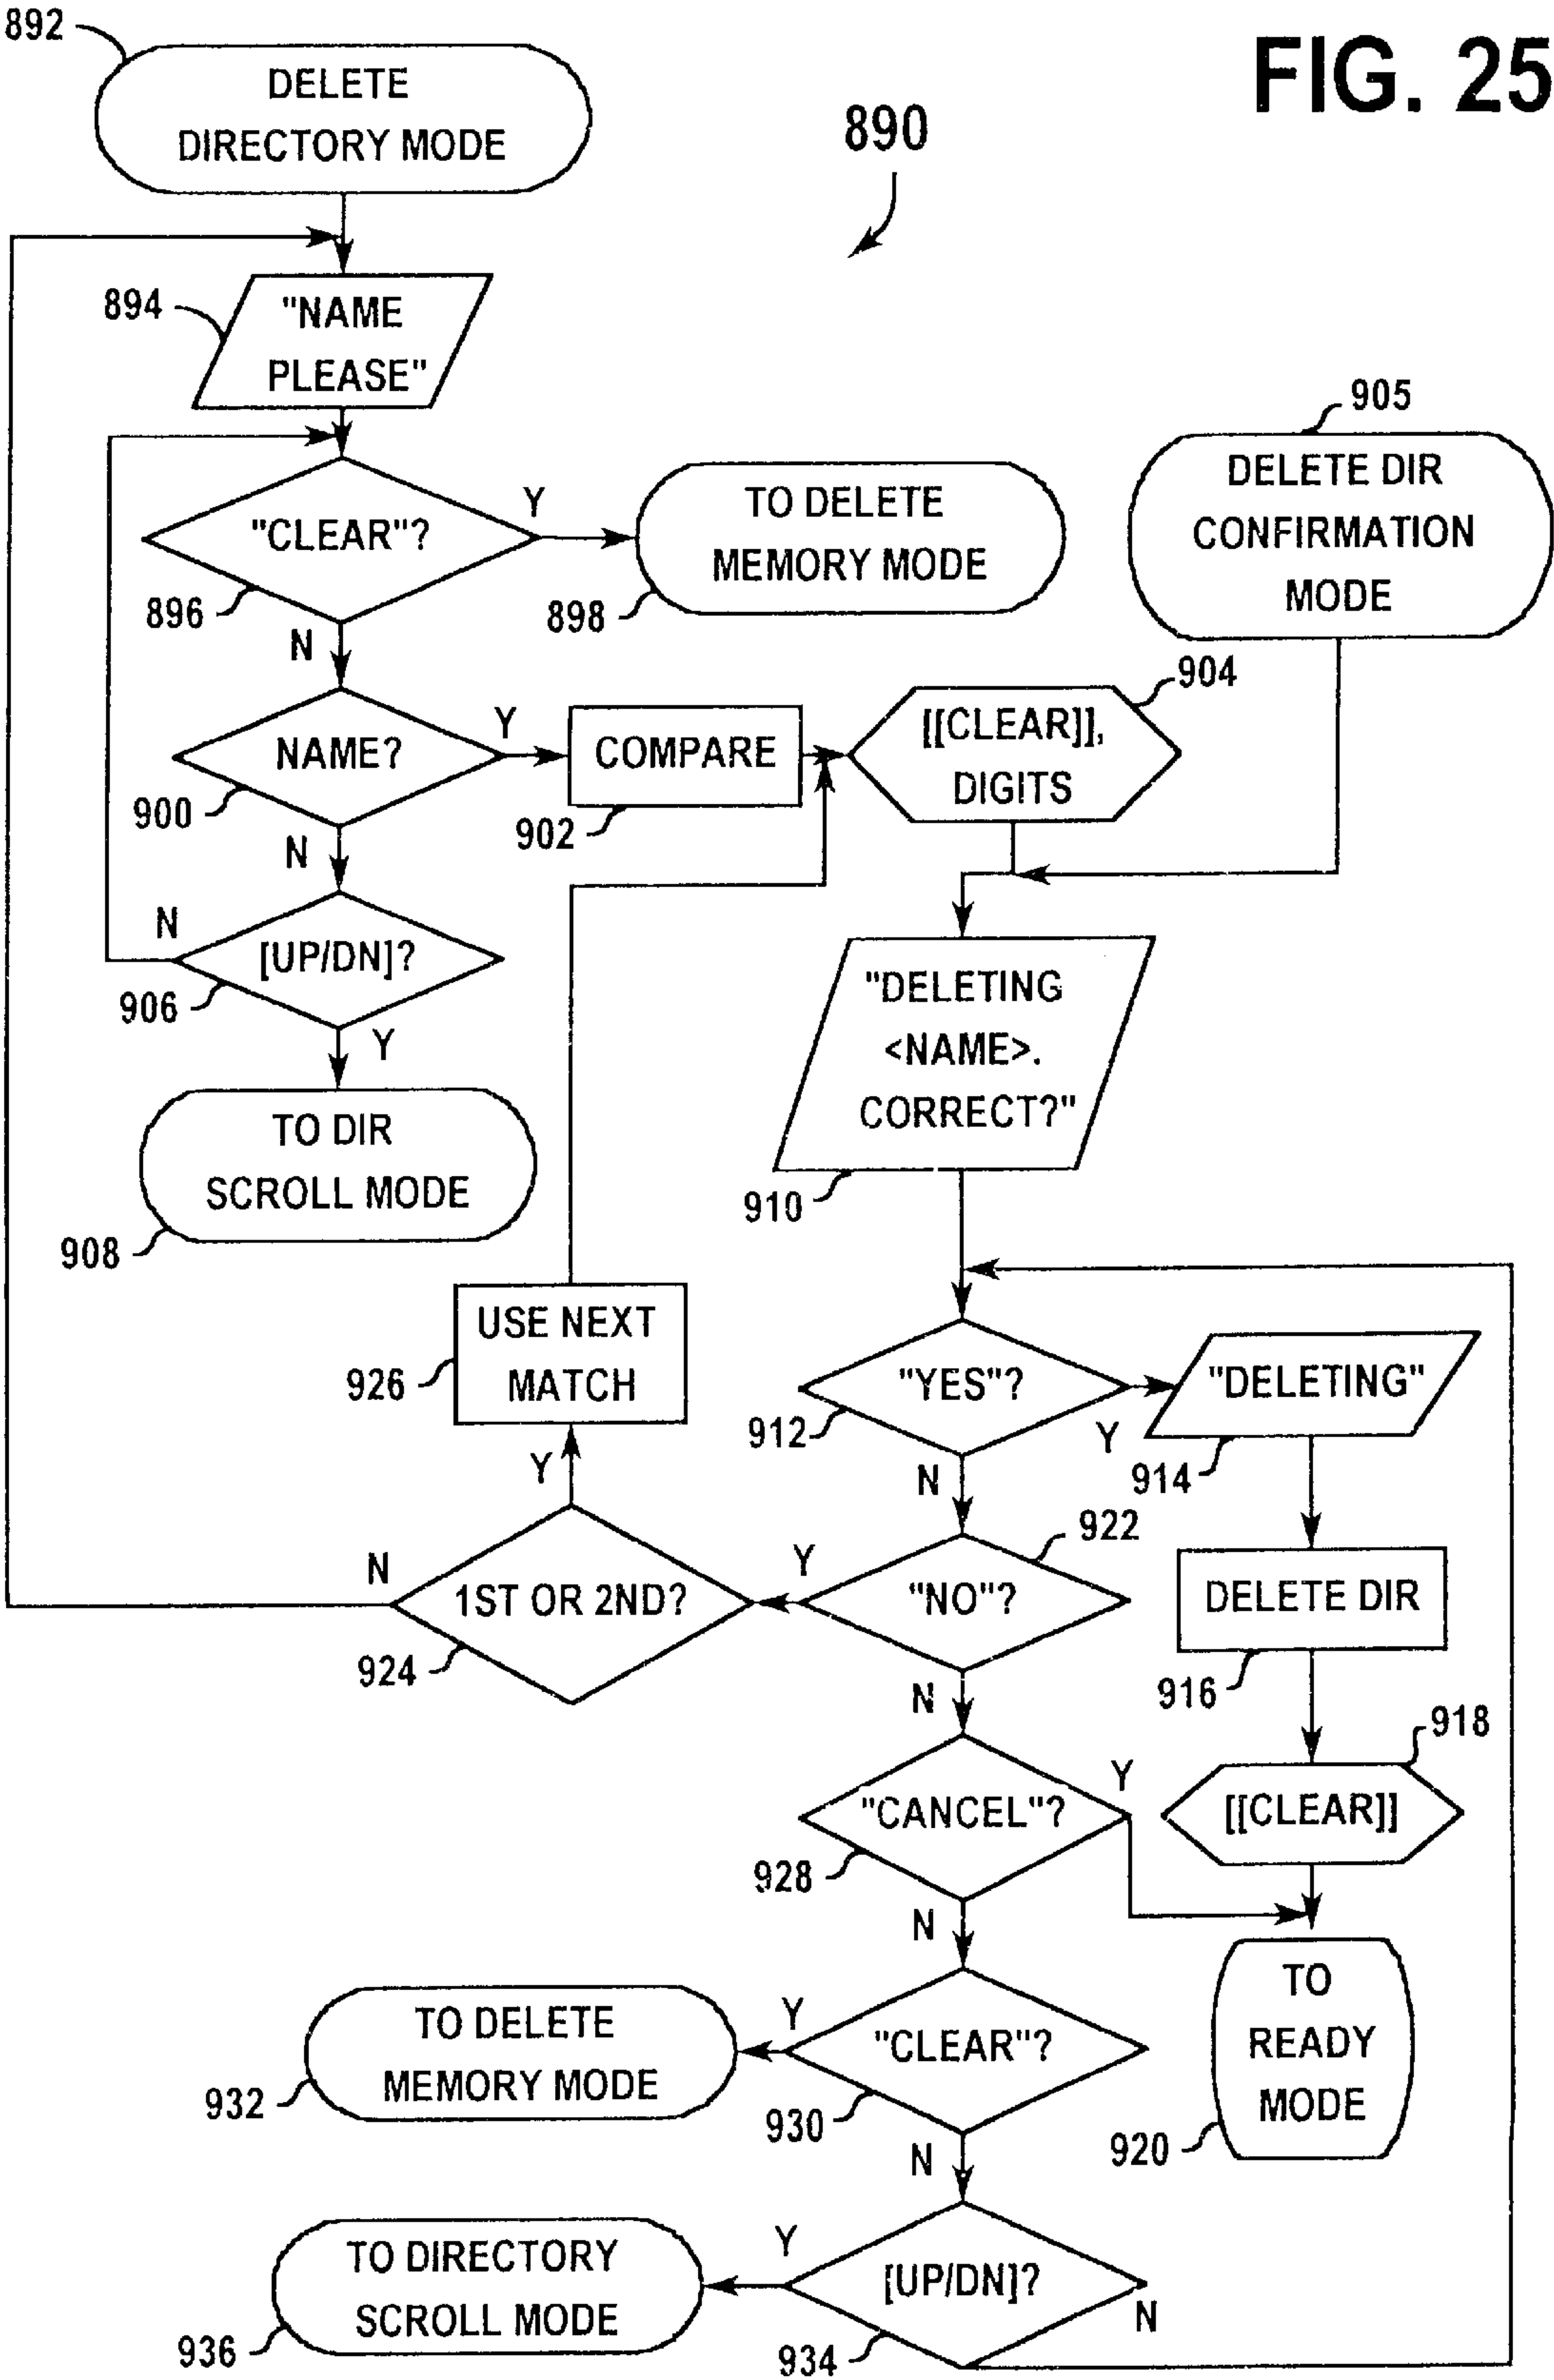 892
FIG. 25
DELETE
DIRECTORY MODE
890
894
"NAME
PLEASE"
905
DELETE DIR
CONFIRMATION
MODE
"CLEAR"?
Y
896
N
TO DELETE
MEMORY MODE
898
904
[[CLEAR]],
DIGITS
NAME?
Y
900
N
COMPARE
902
[UP/DN]?
N
906
Y
TO DIR
SCROLL MODE
908
"DELETING
<NAME>.
CORRECT?"
910
USE NEXT
MATCH
926
Y
"YES"?
912
Y
N
"DELETING"
914
922
"NO"?
Y
N
1ST OR 2ND?
N
924
DELETE DIR
916
918
[[CLEAR]]
"CANCEL"?
Y
928
N
TO
READY
MODE
920
"CLEAR"?
Y
930
N
TO DELETE
MEMORY MODE
932
[UP/DN]?
Y
N
934
TO DIRECTORY
SCROLL MODE
936